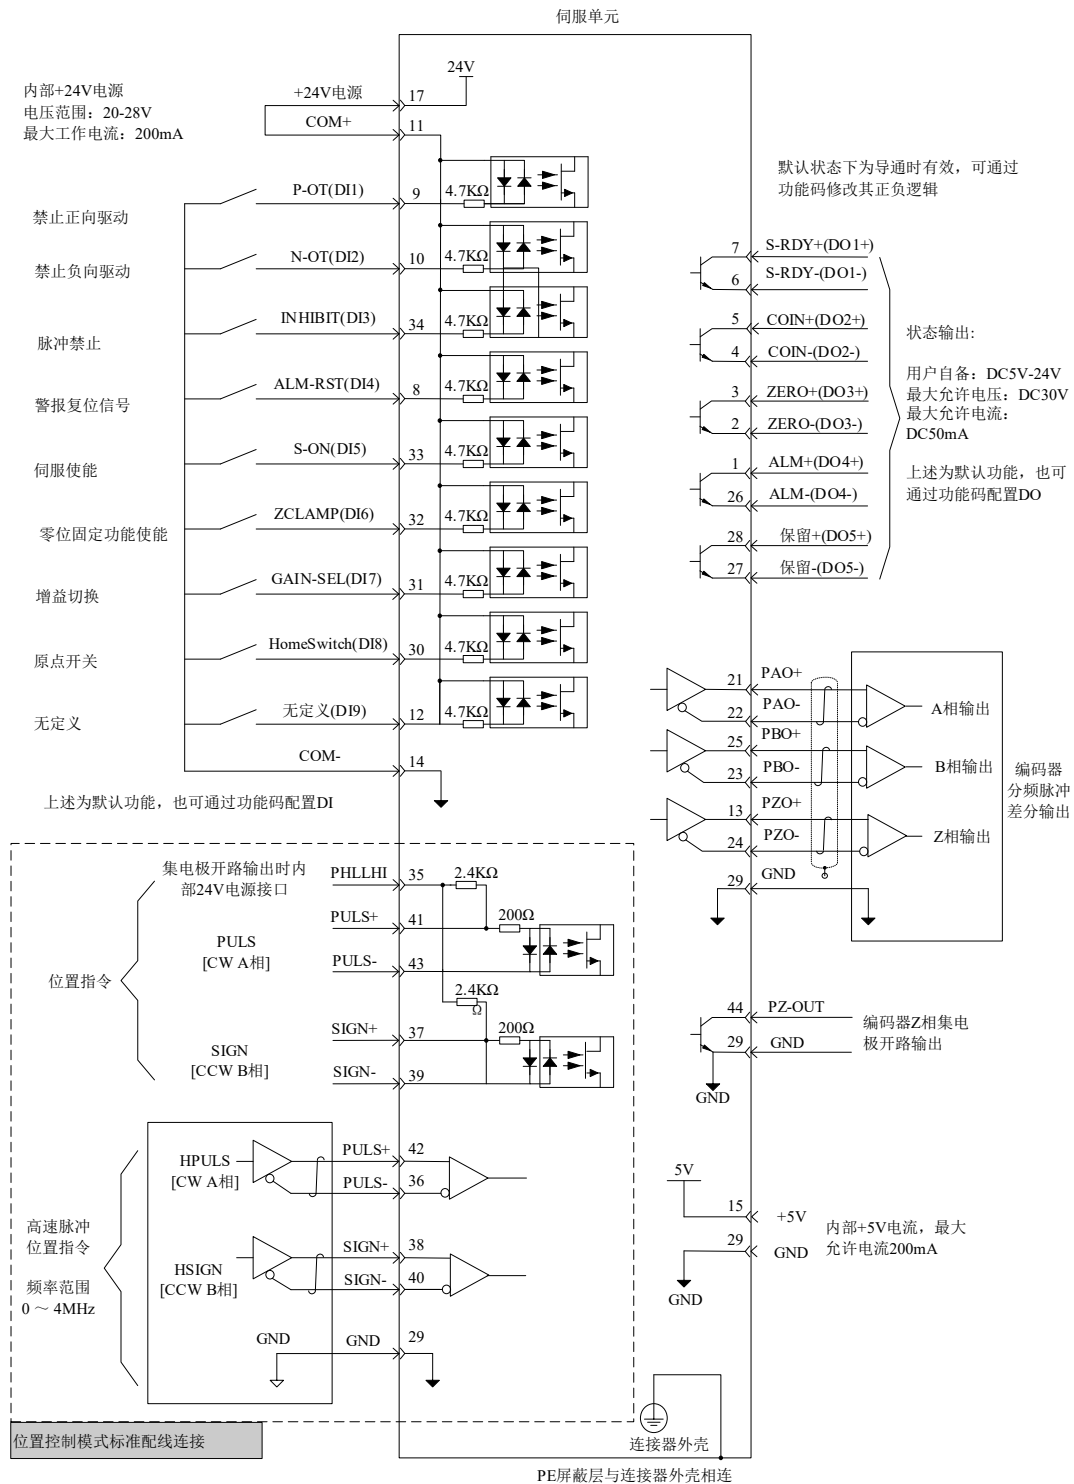 伺服单元
内部+24V电源
电压范围：20-28V
最大工作电流：200mA
24V
+24V电源
17
COM+
11
P-OT(DI1)
9
4.7KΩ
禁止正向驱动
N-OT(DI2)
10
4.7KΩ
禁止负向驱动
INHIBIT(DI3)
34
4.7KΩ
脉冲禁止
ALM-RST(DI4)
8
4.7KΩ
警报复位信号
S-ON(DI5)
33
4.7KΩ
伺服使能
ZCLAMP(DI6)
32
4.7KΩ
零位固定功能使能
GAIN-SEL(DI7)
31
4.7KΩ
增益切换
HomeSwitch(DI8)
30
4.7KΩ
原点开关
无定义(DI9)
12
4.7KΩ
无定义
COM-
14
上述为默认功能，也可通过功能码配置DI
默认状态下为导通时有效，可通过
功能码修改其正负逻辑
7
S-RDY+(DO1+)
6
S-RDY-(DO1-)
5
COIN+(DO2+)
4
COIN-(DO2-)
3
ZERO+(DO3+)
2
ZERO-(DO3-)
1
ALM+(DO4+)
26
ALM-(DO4-)
28
保留+(DO5+)
27
保留-(DO5-)
状态输出:
用户自备：DC5V-24V
最大允许电压：DC30V
最大允许电流：
DC50mA
上述为默认功能，也可
通过功能码配置DO
21
PAO+
22
PAO-
A相输出
25
PBO+
23
PBO-
B相输出
13
PZO+
24
PZO-
Z相输出
29
GND
编码器
分频脉冲
差分输出
集电极开路输出时内
部24V电源接口
PHLLHI
35
2.4KΩ
PULS+
41
200Ω
PULS
[CW A相]
PULS-
43
位置指令
2.4KΩ
Ω
SIGN+
37
200Ω
SIGN
[CCW B相]
SIGN-
39
44
PZ-OUT
29
GND
编码器Z相集电
极开路输出
GND
HPULS
[CW A相]
PULS+
42
PULS-
36
高速脉冲
位置指令
频率范围
0 ～ 4MHz
HSIGN
[CCW B相]
SIGN+
38
SIGN-
40
GND
GND
29
5V
15
+5V
29
GND
内部+5V电流，最大
允许电流200mA
GND
位置控制模式标准配线连接
连接器外壳
PE屏蔽层与连接器外壳相连